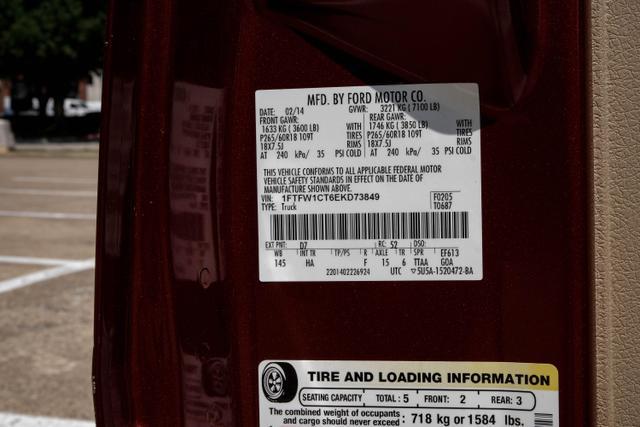 MFD. BY FORD MOTOR CO.
DATE: 02/14 GVWR: 3221 KG ( 7100 LB)
FRONT GAWR: REAR GAWR:
1633 KG ( 3600 LB) WITH 1746 KG ( 3850 LB) WITH
P265/60R18 109T TIRES P265/60R18 109T TIRES
18X7.5J RIMS 18X7.5J RIMS
AT 240 kPa/ 35 PSI COLD AT 240 kPa/ 35 PSI COLD
THIS VEHICLE CONFORMS TO ALL APPLICABLE FEDERAL MOTOR
VEHICLE SAFETY STANDARDS IN EFFECT ON THE DATE OF
MANUFACTURE SHOWN ABOVE.
VIN: 1FTFW1CT6EKD73849 F0205
TYPE: Truck T0687
EXT PNT: D7 RC: 52 DSO:
WB INT TR TP/PS R AXLE TR SPR EF613
145 HA F 15 6 TTAA GOA
2201402226924 UTC ▽5U5A-1520472-BA
TIRE AND LOADING INFORMATION
SEATING CAPACITY TOTAL : 5 FRONT: 2 REAR: 3
The combined weight of occupants
and cargo should never exceed : 718 kg or 1584 lbs.